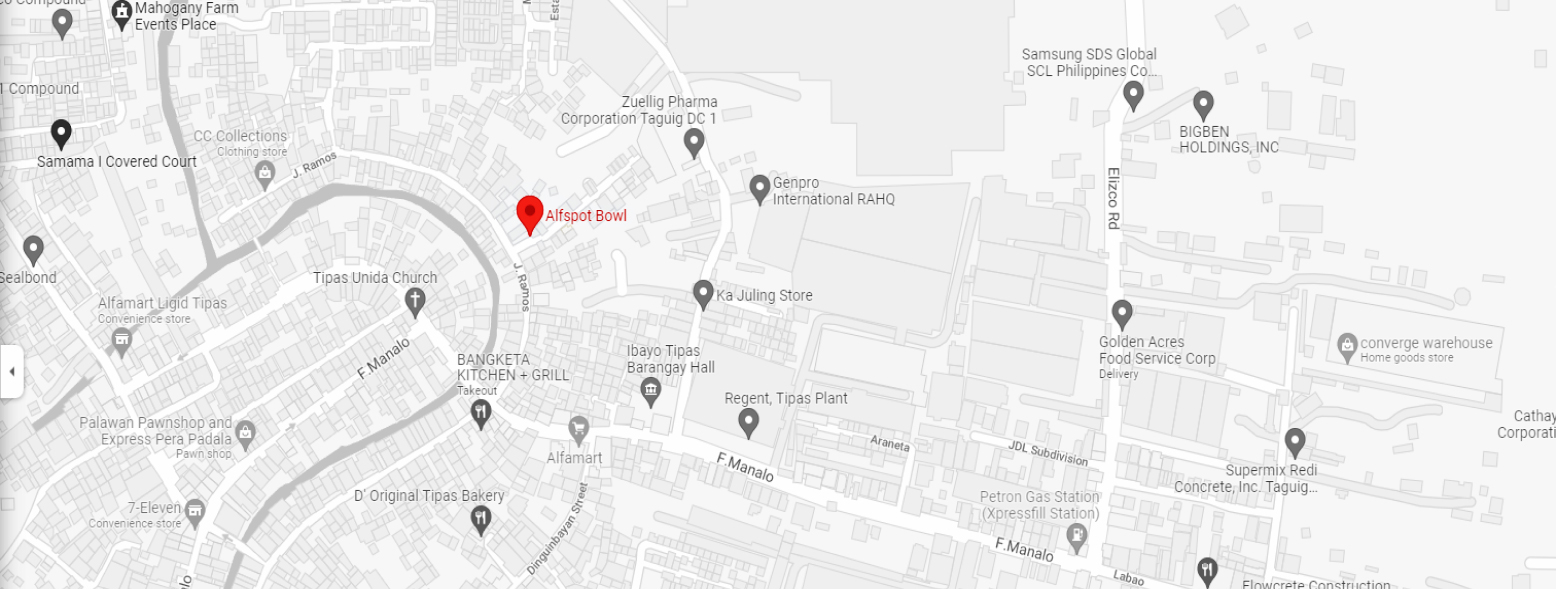 Compound
Mahogany Farm
Events Place
Samsung SDS Global
SCL Philippines Co...
1 Compound
Zuellig Pharma
Corporation Taguig DC 1
CC Collections
Clothing store
BIGBEN
HOLDINGS, INC
Samama I Covered Court
J. Ramos
Genpro
International RAHQ
Elizco Rd
Alfspot Bowl
Sealbond
Tipas Unida Church
J. Ramos
Ka Juling Store
Alfamart Ligid Tipas
Convenience store
Golden Acres
Food Service Corp
Delivery
converge warehouse
Home goods store
F.Manalo
BANGKETA
KITCHEN + GRILL
Takeout
Ibayo Tipas
Barangay Hall
Regent, Tipas Plant
Palawan Pawnshop and
Express Pera Padala
Pawn shop
Cathay
Corporati
Alfamart
F.Manalo
Araneta
JDL Subdivision
Supermix Redi
Concrete, Inc. Taguig...
D' Original Tipas Bakery
Petron Gas Station
(Xpressfill Station)
7-Eleven
Convenience store
Dinguinbayan Street
F.Manalo
Labao
Flowcrete Construction